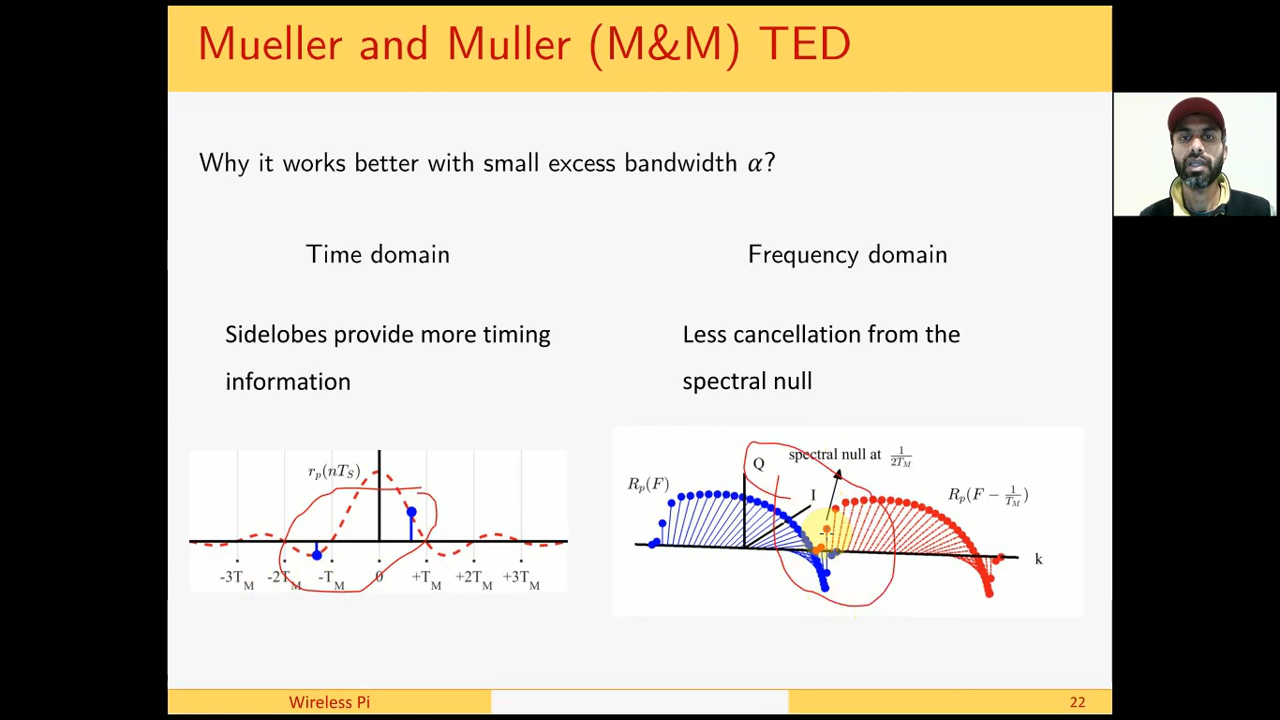 Mueller and Muller (M&M) TED
Why it works better with small excess bandwidth α?
Time domain
Frequency domain
Sidelobes provide more timing
information
Less cancellation from the
spectral null
r_p(nT_S)
-3T_M -2T_M -T_M 0 +T_M +2T_M +3T_M
Q
spectral null at 1/2T_M
R_p(F)
I
R_p(F − 1/T_M)
k
Wireless Pi
22